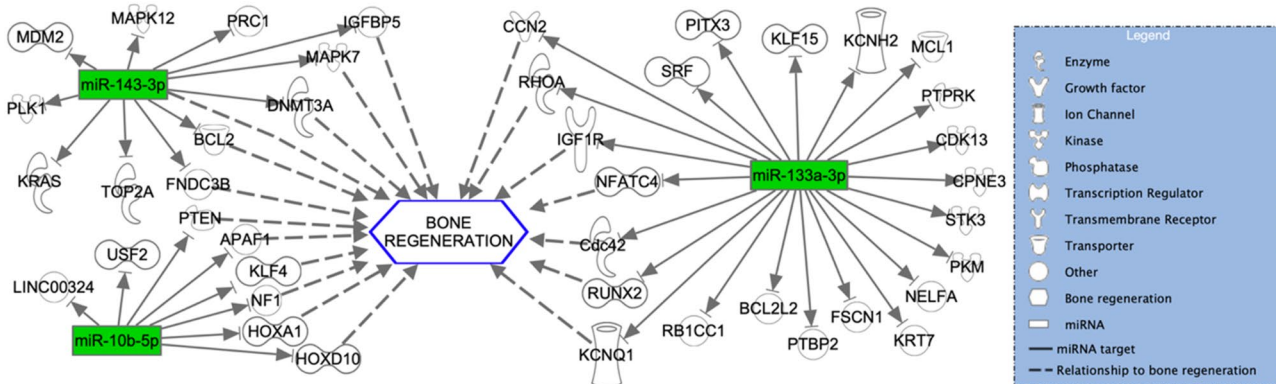 MDM2
MAPK12
PRC1
IGFBP5
MAPK7
miR-143-3p
PLK1
DNMT3A
BCL2
KRAS
TOP2A
FNDC3B
PTEN
APAF1
USF2
KLF4
LINC00324
NF1
HOXA1
miR-10b-5p
HOXD10
BONE
REGENERATION
CCN2
RHOA
IGF1R
NFATC4
Cdc42
RUNX2
KCNQ1
PITX3
SRF
KLF15
KCNH2
MCL1
PTPRK
CDK13
miR-133a-3p
CPNE3
STK3
PKM
NELFA
KRT7
FSCN1
PTBP2
BCL2L2
RB1CC1
Legend
Enzyme
Growth factor
Ion Channel
Kinase
Phosphatase
Transcription Regulator
Transmembrane Receptor
Transporter
Other
Bone regeneration
miRNA
miRNA target
Relationship to bone regeneration